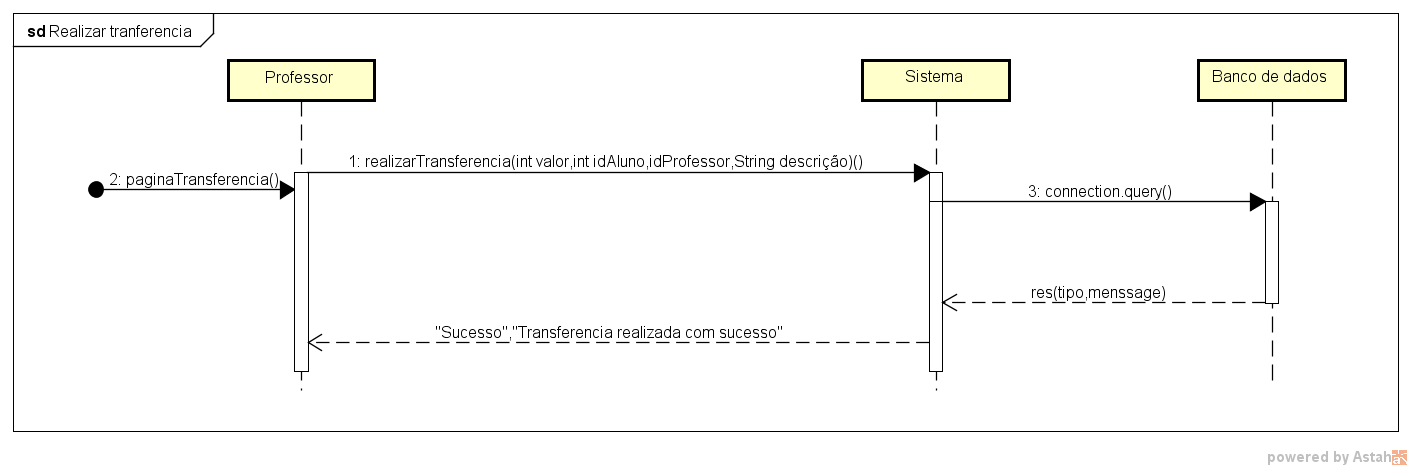 sd Realizar tranferencia
Professor
Sistema
Banco de dados
1: realizarTransferencia(int valor,int idAluno,idProfessor,String descrição)()
2: paginaTransferencia()
3: connection.query()
res(tipo,menssage)
"Sucesso","Transferencia realizada com sucesso"
powered by Astah